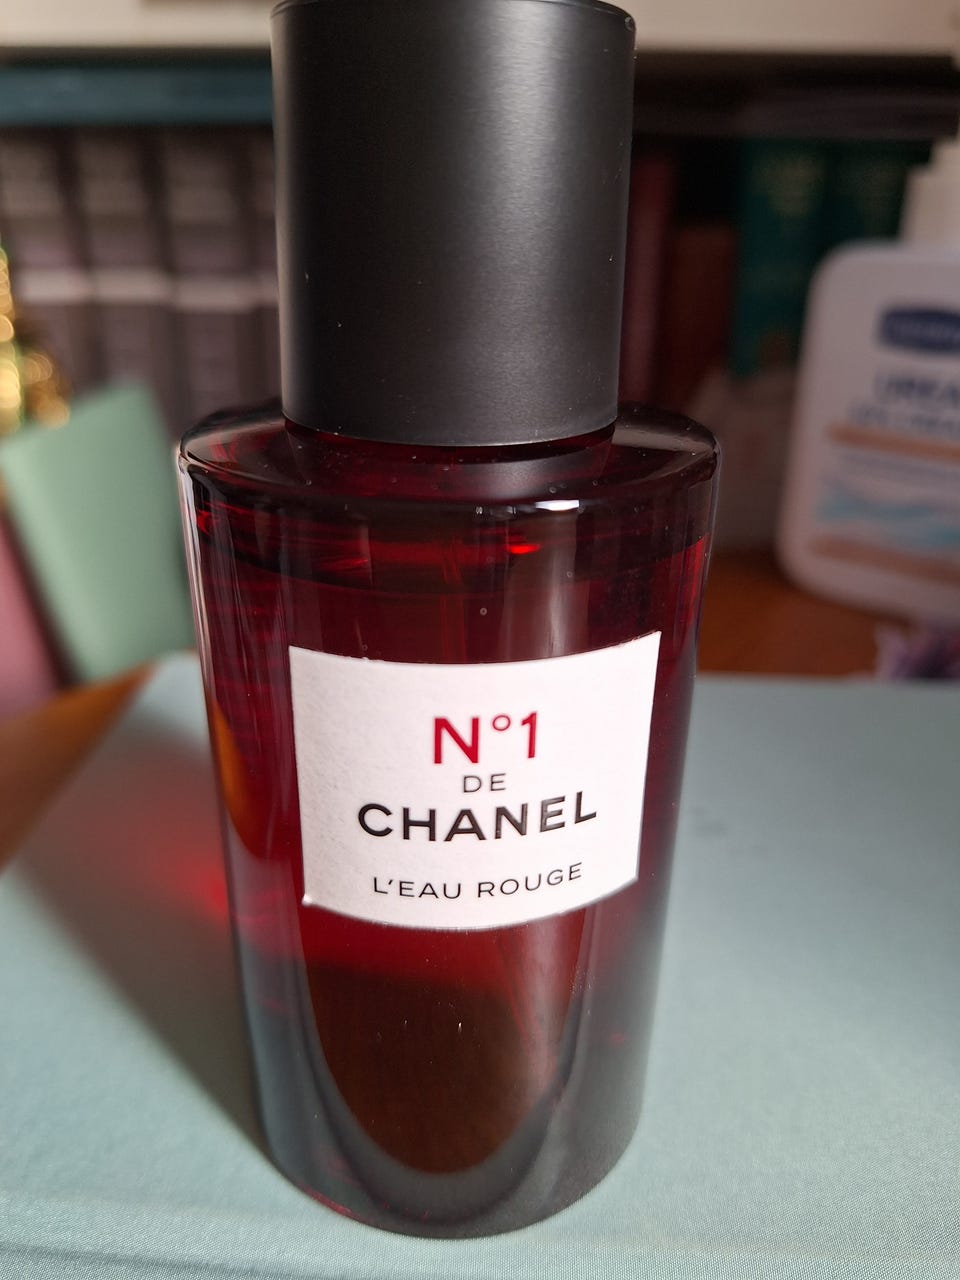 N°1
DE
CHANEL
L'EAU ROUGE